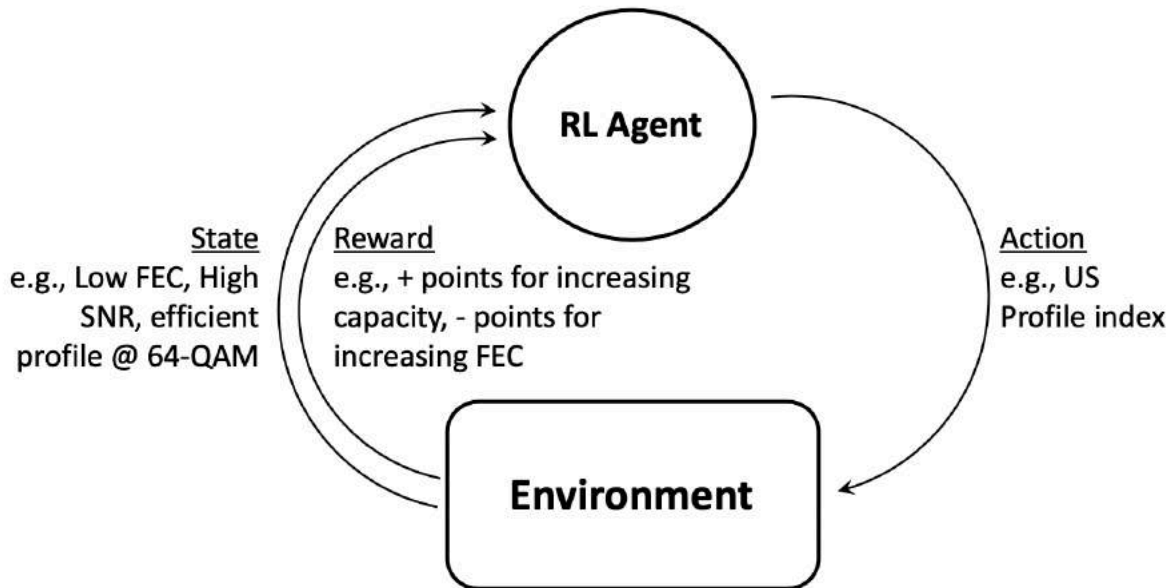 RL Agent
State
e.g., Low FEC, High
SNR, efficient
profile @ 64-QAM
Reward
e.g., + points for increasing
capacity, - points for
increasing FEC
Action
e.g., US
Profile index
Environment